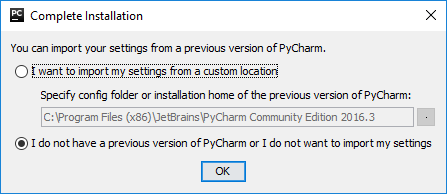 PC Complete Installation
You can import your settings from a previous version of PyCharm.
I want to import my settings from a custom location
Specify config folder or installation home of the previous version of PyCharm:
C:\Program Files (x86)\JetBrains\PyCharm Community Edition 2016.3
I do not have a previous version of PyCharm or I do not want to import my settings
OK